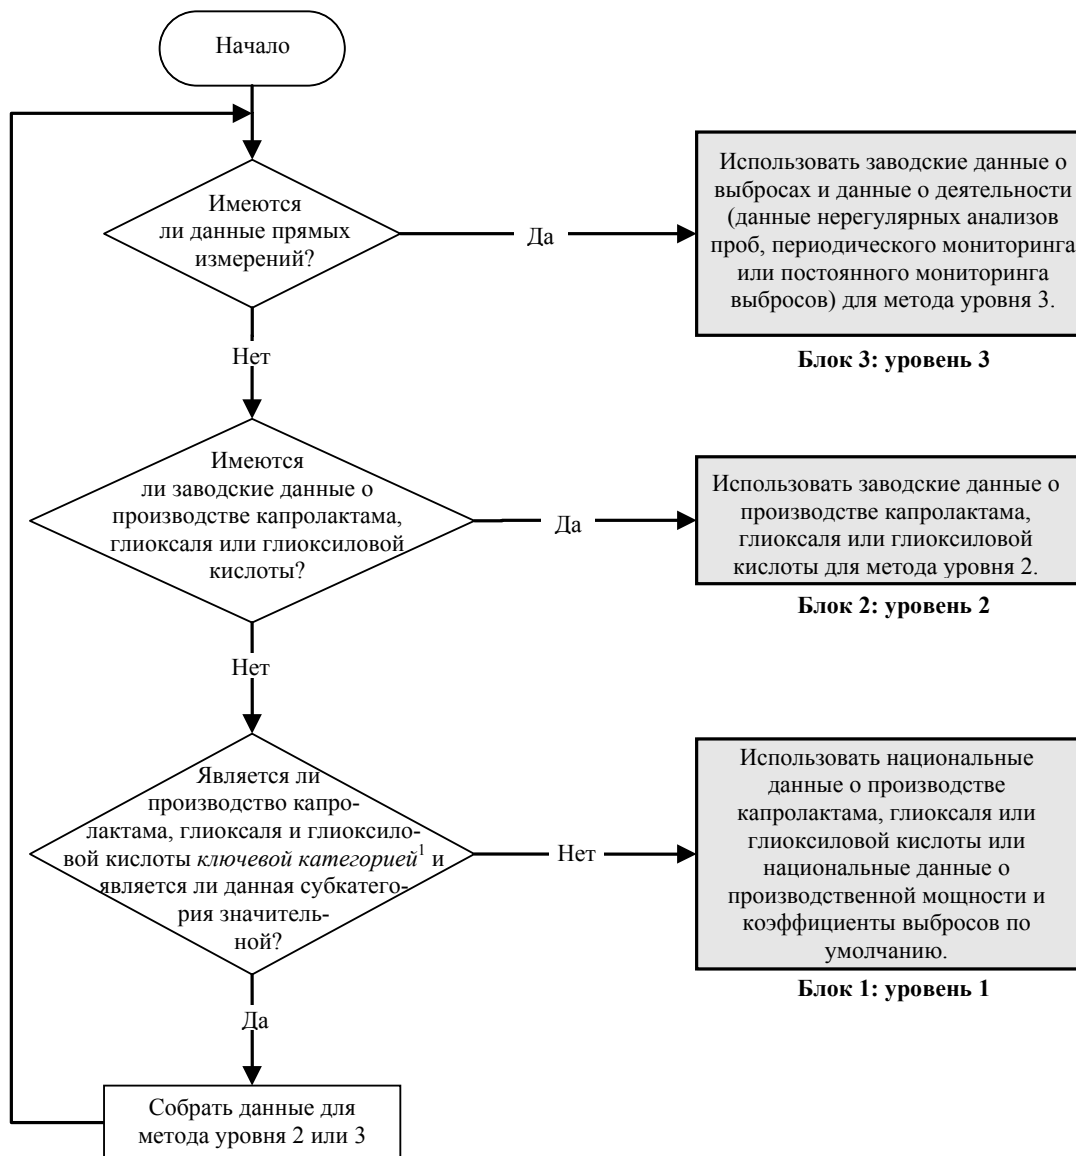 Начало
Имеются
ли данные прямых
измерений?
Да
Использовать заводские данные о
выбросах и данные о деятельности
(данные нерегулярных анализов
проб, периодического мониторинга
или постоянного мониторинга
выбросов) для метода уровня 3.
Блок 3: уровень 3
Нет
Имеются
ли заводские данные о
производстве капролактама,
глиоксаля или глиоксиловой
кислоты?
Да
Использовать заводские данные о
производстве капролактама,
глиоксаля или глиоксиловой
кислоты для метода уровня 2.
Блок 2: уровень 2
Нет
Является ли
производство капро-
лактама, глиоксаля и глиоксило-
вой кислоты ключевой категорией¹ и
является ли данная субкатего-
рия значитель-
ной?
Нет
Использовать национальные
данные о производстве
капролактама, глиоксаля или
глиоксиловой кислоты или
национальные данные о
производственной мощности и
коэффициенты выбросов по
умолчанию.
Блок 1: уровень 1
Да
Собрать данные для
метода уровня 2 или 3